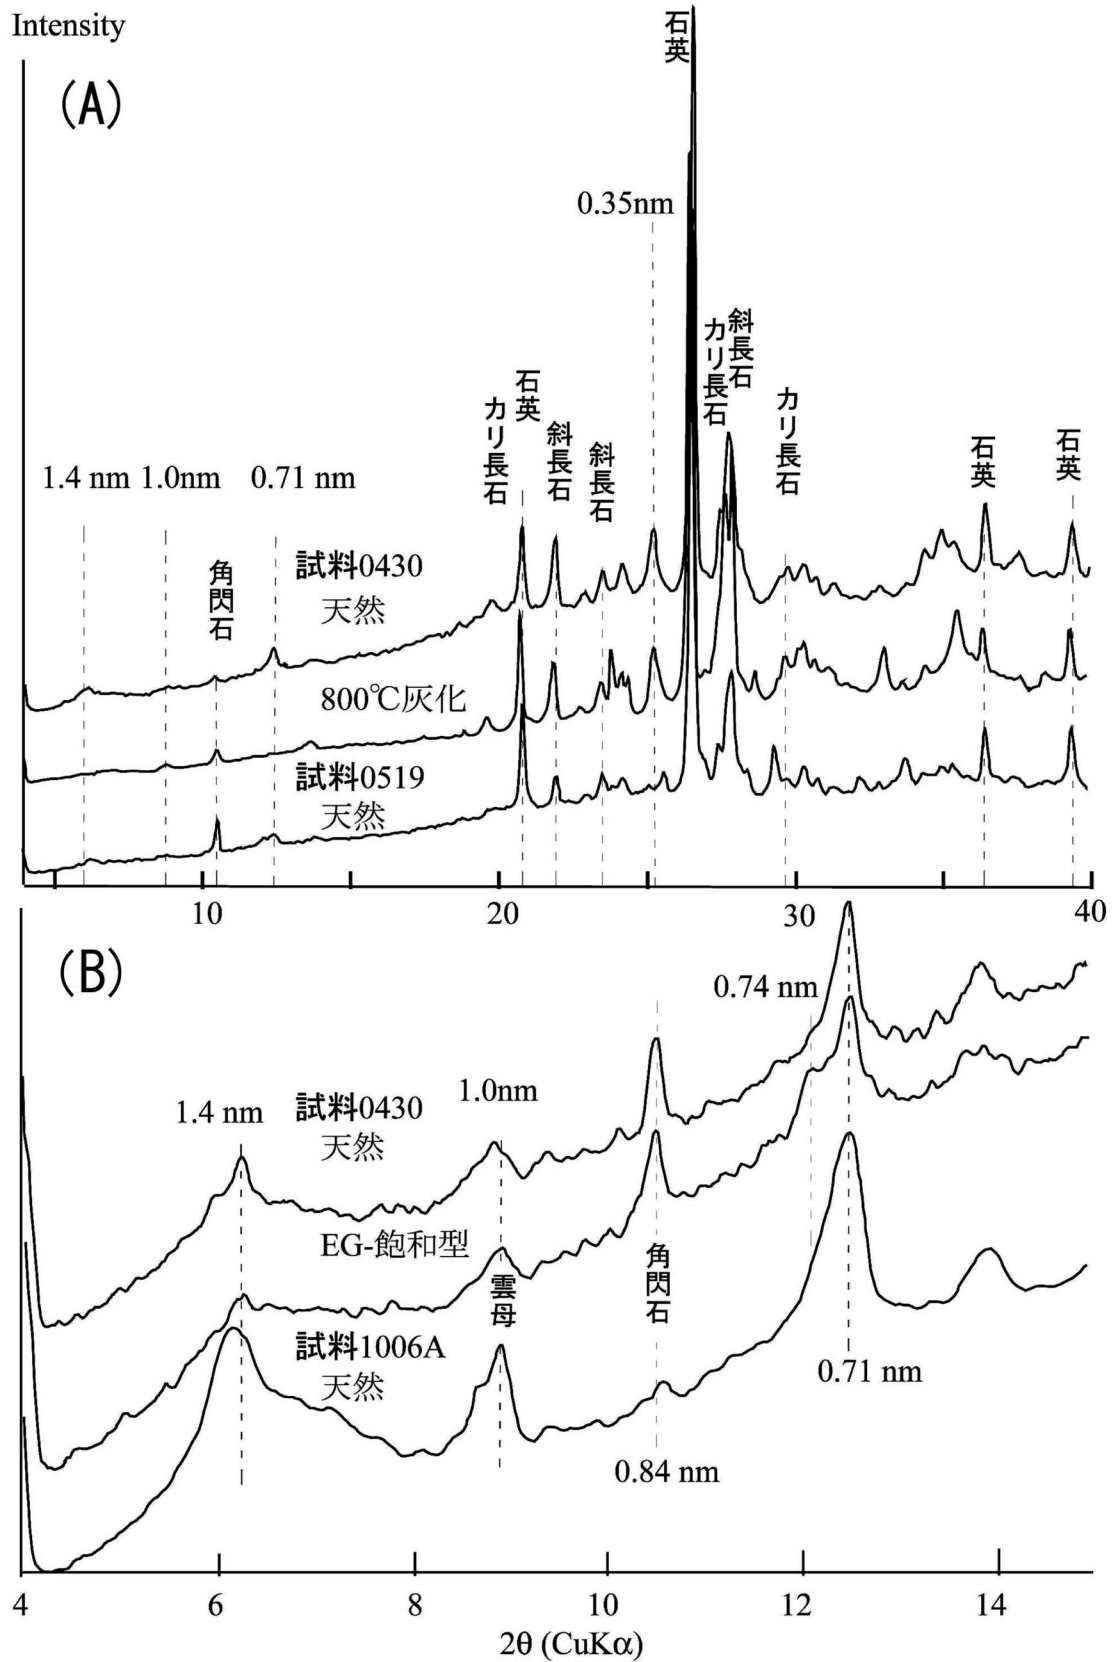 Intensity
(A)
石英
0.35nm
斜長石
カリ長石
石英
カリ長石
斜長石
斜長石
カリ長石
石英
石英
1.4 nm 1.0nm 0.71 nm
角閃石
試料0430
天然
800℃灰化
試料0519
天然
10 20 30 40
(B)
0.74 nm
1.4 nm
試料0430
天然
1.0nm
EG-飽和型
雲母
角閃石
試料1006A
天然
0.71 nm
0.84 nm
4 6 8 10 12 14
2θ (CuKα)